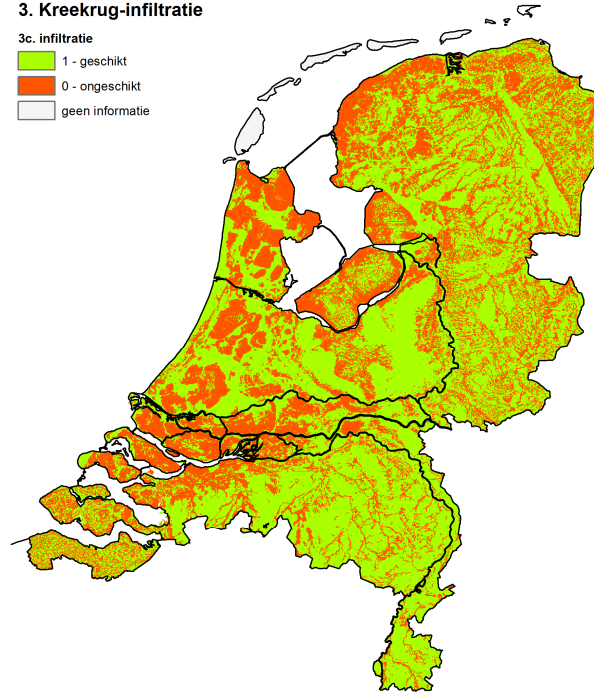 3. Kreekrug-infiltratie
3c. infiltratie
1 - geschikt
0 - ongeschikt
geen informatie